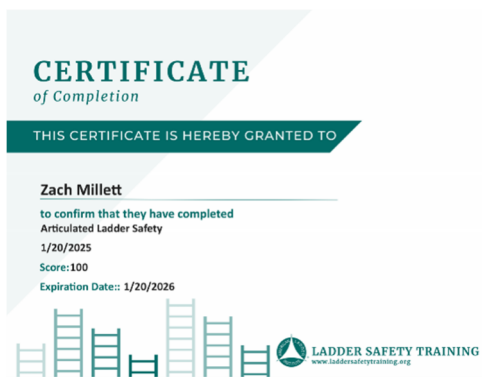 CERTIFICATE
of Completion
THIS CERTIFICATE IS HEREBY GRANTED TO
Zach Millett
to confirm that they have completed
Articulated Ladder Safety
1/20/2025
Score:100
Expiration Date:: 1/20/2026
LADDER SAFETY TRAINING
www.laddersafetytraining.org